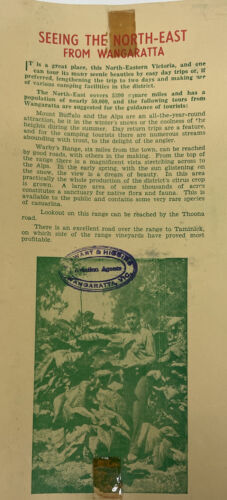 SEEING THE NORTH-EAST
FROM WANGARATTA
IT is a great place, this North-Eastern Victoria, and one
can tour its many scenic beauties by easy day trips or, if
preferred, lengthening the trip to two days and making use
of various camping facilities in the district.
The North-East covers 5200 square miles and has a
population of nearly 50,000, and the following tours from
Wangaratta are suggested for the guidance of tourists:
Mount Buffalo and the Alps are an all-the-year-round
attraction, be it in the winter's snows or the coolness of the
heights during the summer. Day return trips are a feature,
and for the camping tourists there are numerous streams
abounding with trout, to the delight of the angler.
Warby's Range, six miles from the town, can be reached
by good roads, with others in the making. From the top of
the range there is a magnificent vista stretching across to
the Alps. In the early spring, with the sun glistening on
the snow, the view is a dream of beauty. In this area
practically the whole production of the district's citrus crop
is grown. A large area of some thousands of acres
constitutes a sanctuary for native flora and fauna. This is
available to the public and contains some very rare species
of casuarina.
Lookout on this range can be reached by the Thoona
road.
There is an excellent road over the range to Taminick,
on which side of the range vineyards have proved most
profitable.
& HIGGINS
Aviation Agents
WANGARATTA, VIC.